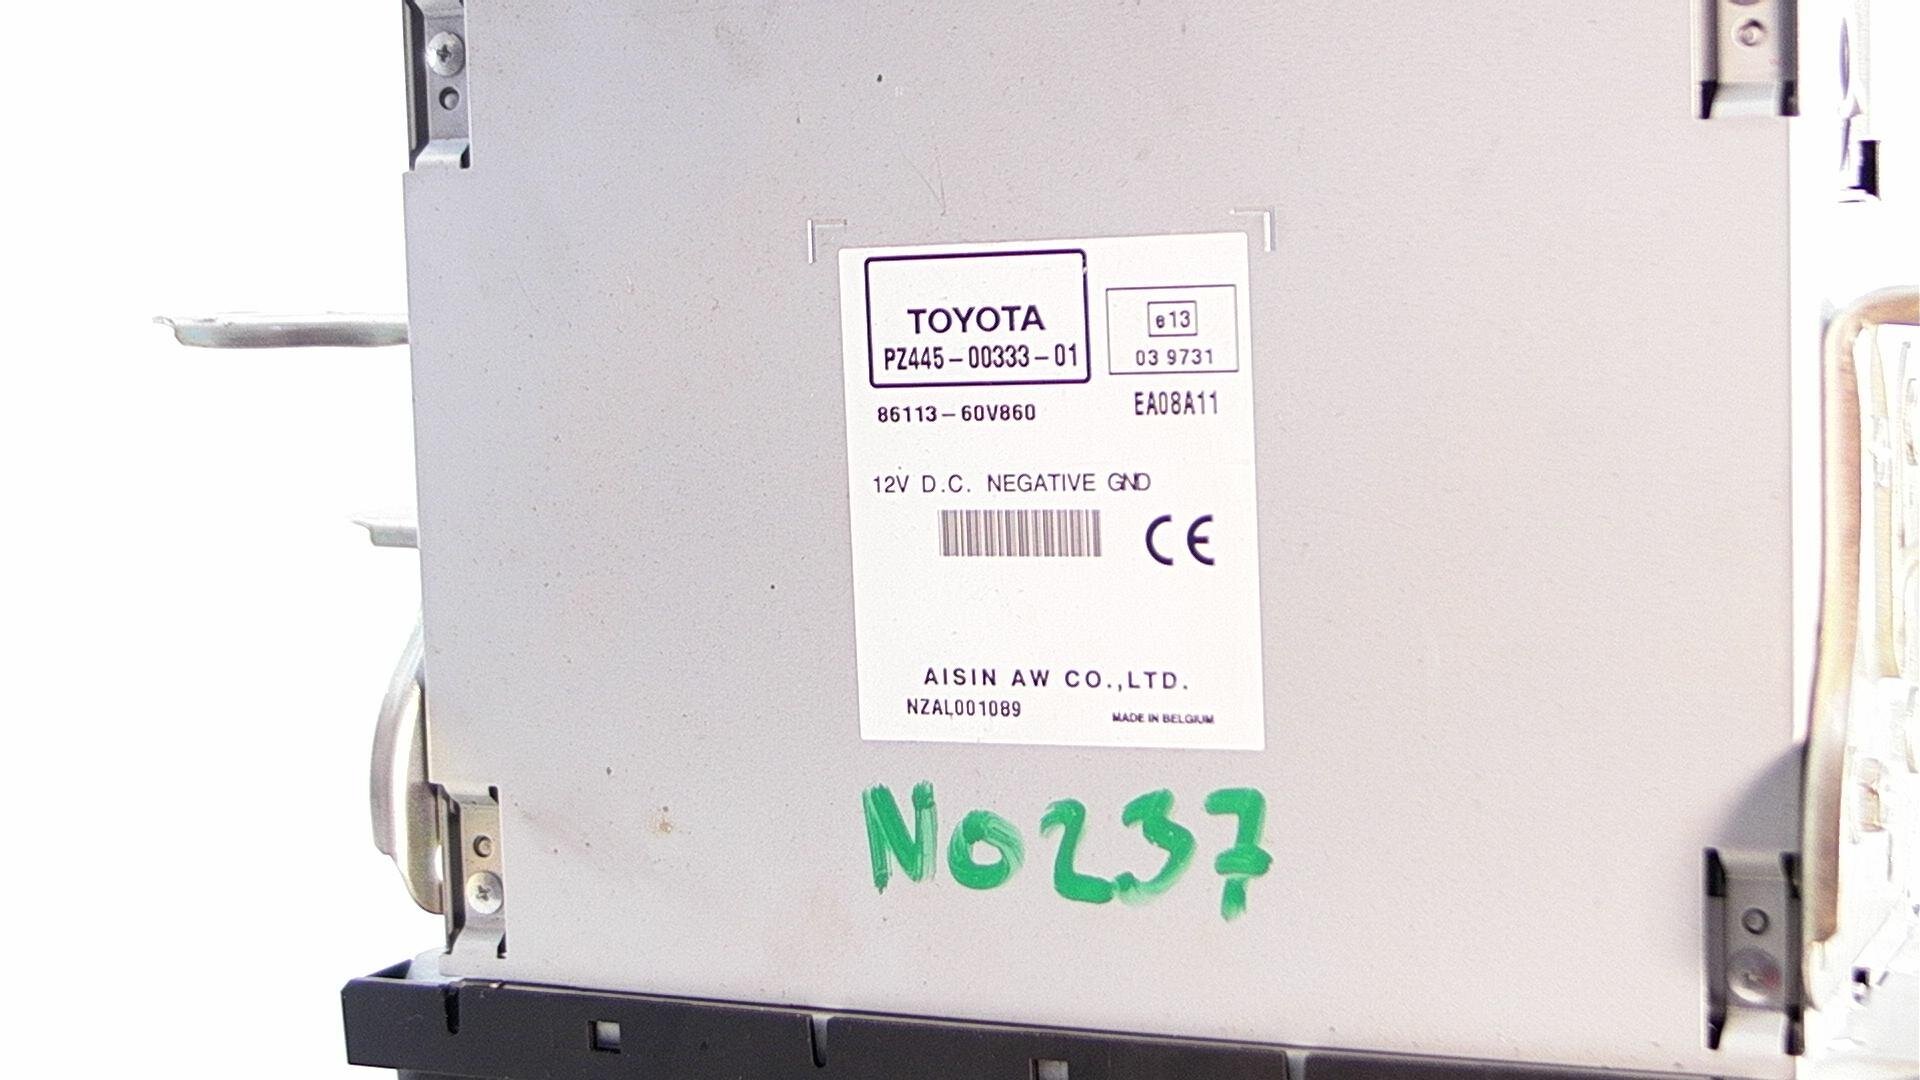 TOYOTA
PZ445-00333-01
e13
03 9731
86113-60V860
EA08A11
12V D.C. NEGATIVE GND
CE
AISIN AW CO.,LTD.
NZAL001089
MADE IN BELGIUM
NO237